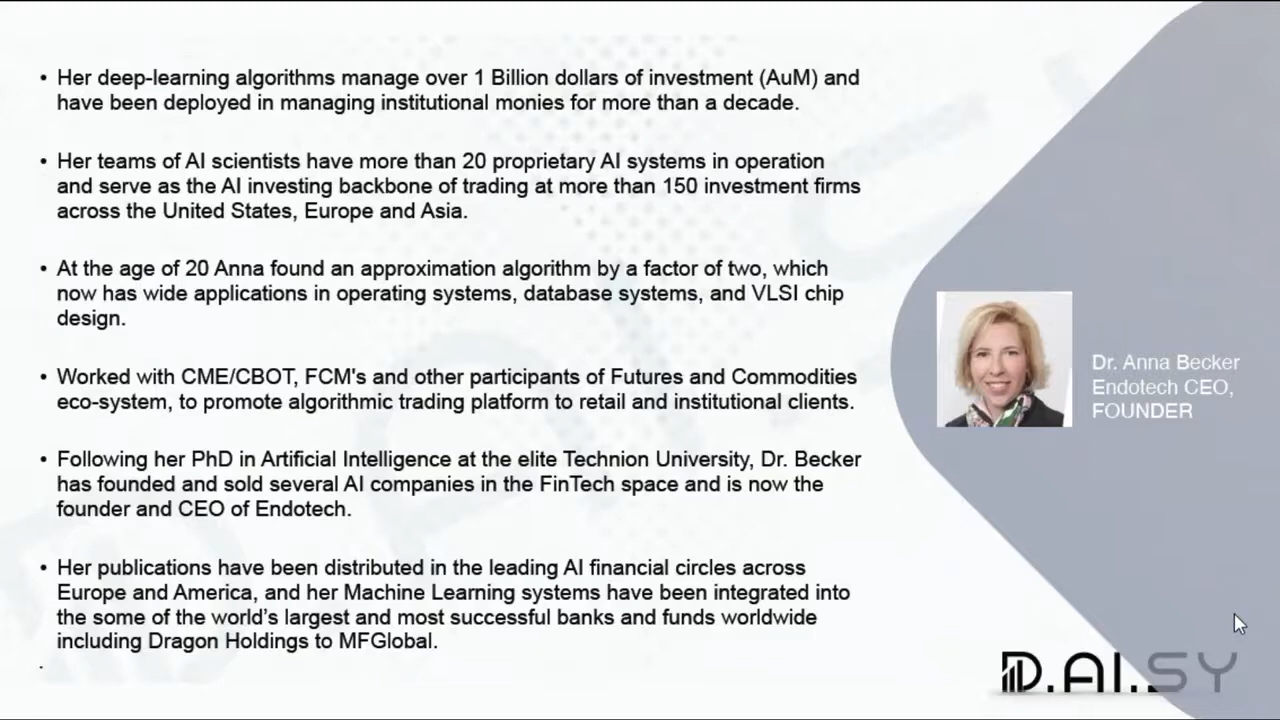 • Her deep-learning algorithms manage over 1 Billion dollars of investment (AuM) and
have been deployed in managing institutional monies for more than a decade.
• Her teams of AI scientists have more than 20 proprietary AI systems in operation
and serve as the AI investing backbone of trading at more than 150 investment firms
across the United States, Europe and Asia.
• At the age of 20 Anna found an approximation algorithm by a factor of two, which
now has wide applications in operating systems, database systems, and VLSI chip
design.
• Worked with CME/CBOT, FCM's and other participants of Futures and Commodities
eco-system, to promote algorithmic trading platform to retail and institutional clients.
• Following her PhD in Artificial Intelligence at the elite Technion University, Dr. Becker
has founded and sold several AI companies in the FinTech space and is now the
founder and CEO of Endotech.
• Her publications have been distributed in the leading AI financial circles across
Europe and America, and her Machine Learning systems have been integrated into
the some of the world’s largest and most successful banks and funds worldwide
including Dragon Holdings to MFGlobal.
.
Dr. Anna Becker
Endotech CEO,
FOUNDER
D.AI.SY